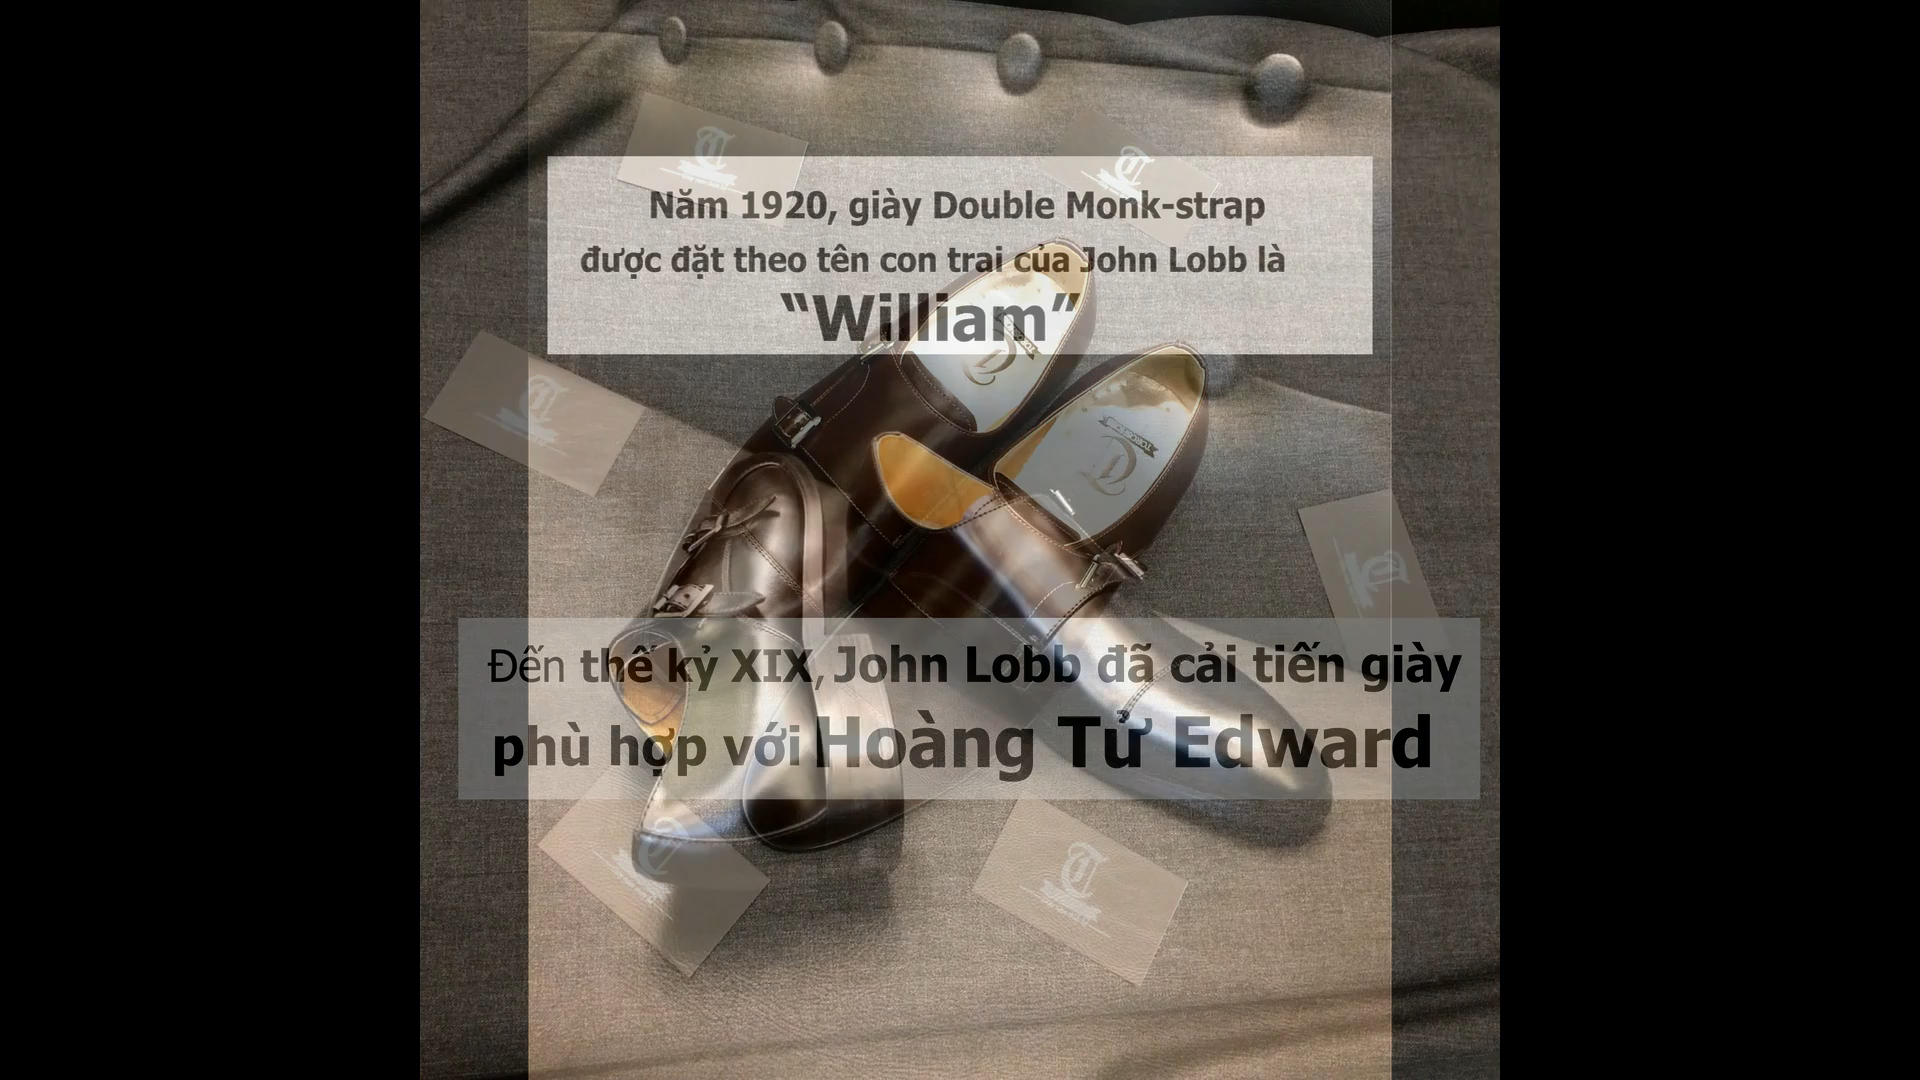 Năm 1920, giày Double Monk-strap
được đặt theo tên con trai của John Lobb là
“William”
Đến thế kỷ XIX, John Lobb đã cải tiến giày
phù hợp với Hoàng Tử Edward